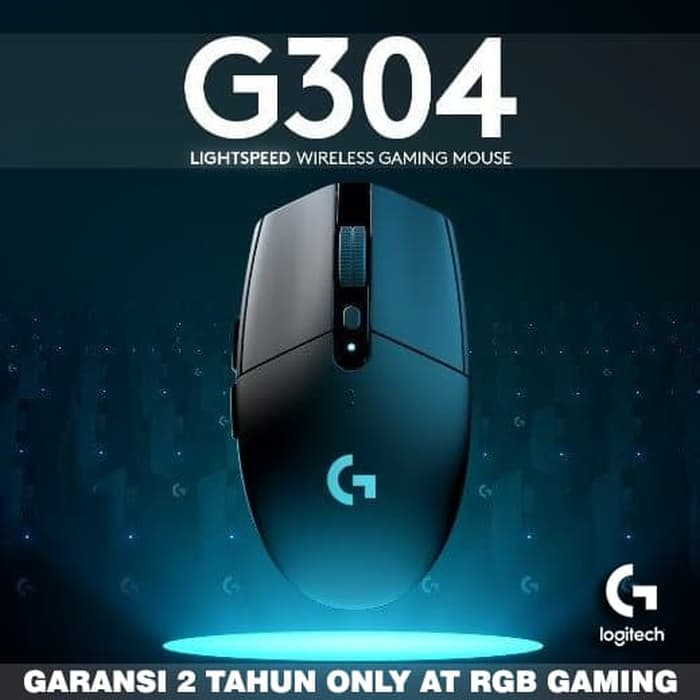 G304
LIGHTSPEED WIRELESS GAMING MOUSE
logitech
GARANSI 2 TAHUN ONLY AT RGB GAMING